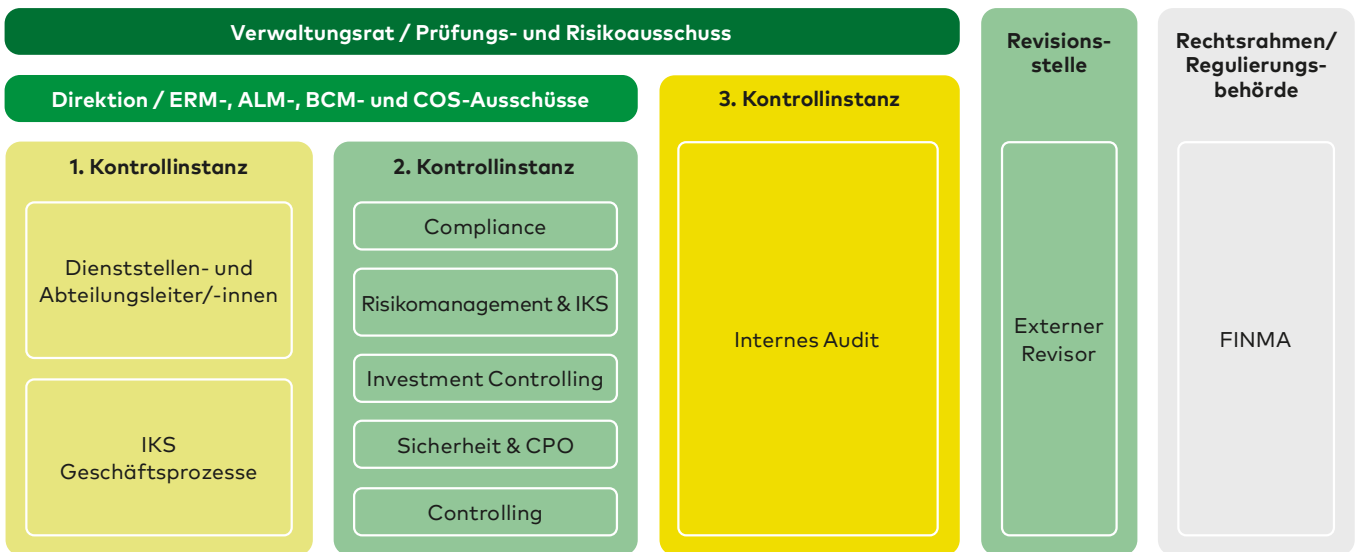 Verwaltungsrat / Prüfungs- und Risikoausschuss
Direktion / ERM-, ALM-, BCM- und COS-Ausschüsse
1. Kontrollinstanz
Dienststellen- und
Abteilungsleiter/-innen
IKS
Geschäftsprozesse
2. Kontrollinstanz
Compliance
Risikomanagement & IKS
Investment Controlling
Sicherheit & CPO
Controlling
3. Kontrollinstanz
Internes Audit
Revisions-
stelle
Externer
Revisor
Rechtsrahmen/
Regulierungs-
behörde
FINMA